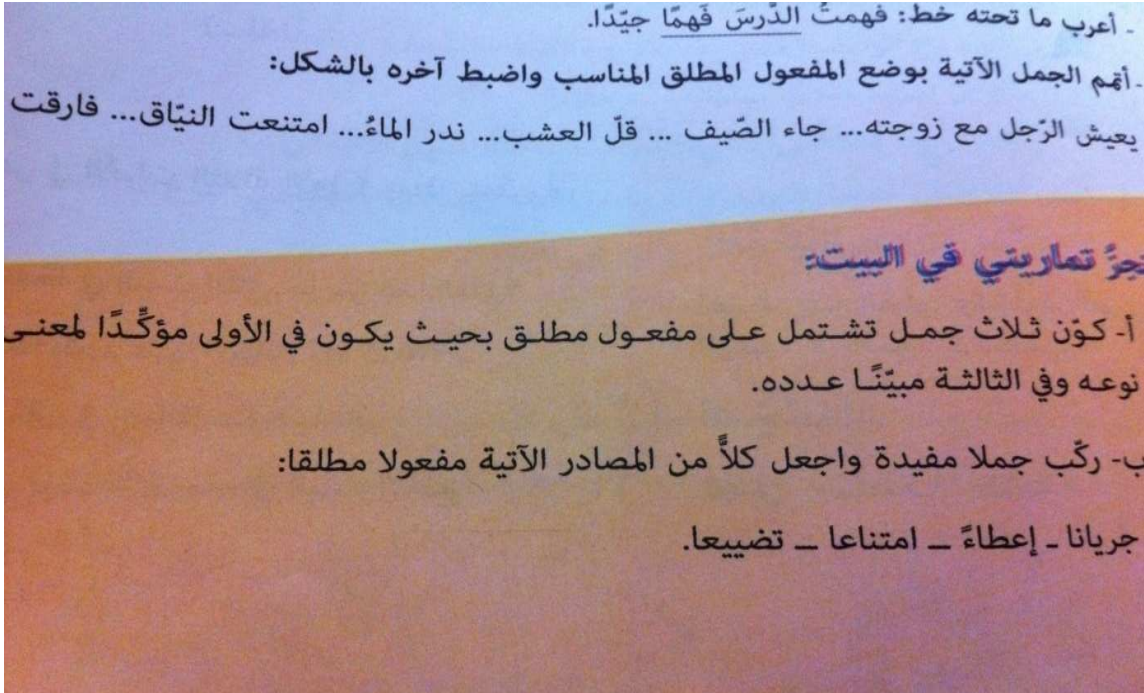 - أعرب ما تحته خط: فهمتُ الدَّرسَ فَهمًا جيّدًا.
- أتمم الجمل الآتية بوضع المفعول المطلق المناسب واضبط آخره بالشكل:
يعيش الرّجل مع زوجته... جاء الصّيف ... قلّ العشب... ندر الماءُ... امتنعت النيّاق... فارقت
تماريني في البيت:
أ- كوّن ثلاث جمل تشتمل على مفعول مطلق بحيث يكون في الأولى مؤكِّدًا لمعنى
نوعه وفي الثالثة مبيّنًا عدده.
ب- ركّب جملا مفيدة واجعل كلاًّ من المصادر الآتية مفعولا مطلقا:
جريانا - إعطاءً – امتناعا – تضييعا.